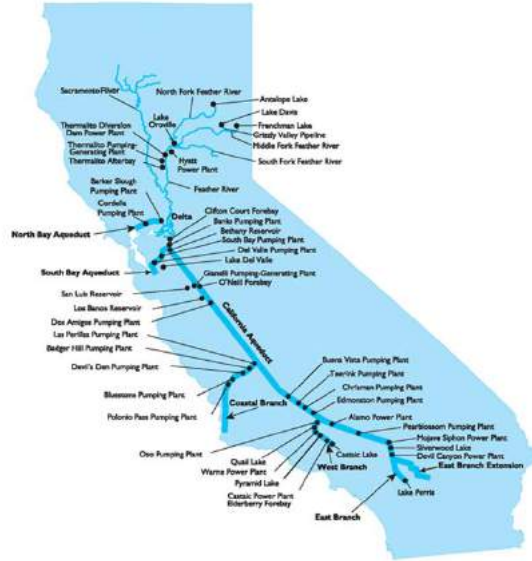 Sacramento River
North Fork Feather River
Antelope Lake
Lake Davis
Frenchman Lake
Grizzly Valley Pipeline
Middle Fork Feather River
South Fork Feather River
Lake
Oroville
Thermalito Diversion
Dam Power Plant
Thermalito Pumping-
Generating Plant
Thermalito Afterbay
Hyatt
Power Plant
Feather River
Barker Slough
Pumping Plant
Cordelia
Pumping Plant
Delta
North Bay Aqueduct
Clifton Court Forebay
Banks Pumping Plant
Bethany Reservoir
South Bay Pumping Plant
Del Valle Pumping Plant
Lake Del Valle
South Bay Aqueduct
Gianelli Pumping-Generating Plant
O'Neill Forebay
San Luis Reservoir
Los Banos Reservoir
Dos Amigos Pumping Plant
California Aqueduct
Las Perillas Pumping Plant
Badger Hill Pumping Plant
Devil's Den Pumping Plant
Bluestone Pumping Plant
Polonio Pass Pumping Plant
Coastal Branch
Buena Vista Pumping Plant
Teerink Pumping Plant
Chrisman Pumping Plant
Edmonston Pumping Plant
Alamo Power Plant
Pearblossom Pumping Plant
Mojave Siphon Power Plant
Silverwood Lake
Devil Canyon Power Plant
East Branch Extension
Lake Perris
East Branch
Oso Pumping Plant
Quail Lake
Warne Power Plant
Pyramid Lake
Castaic Power Plant
Elderberry Forebay
Castaic Lake
West Branch